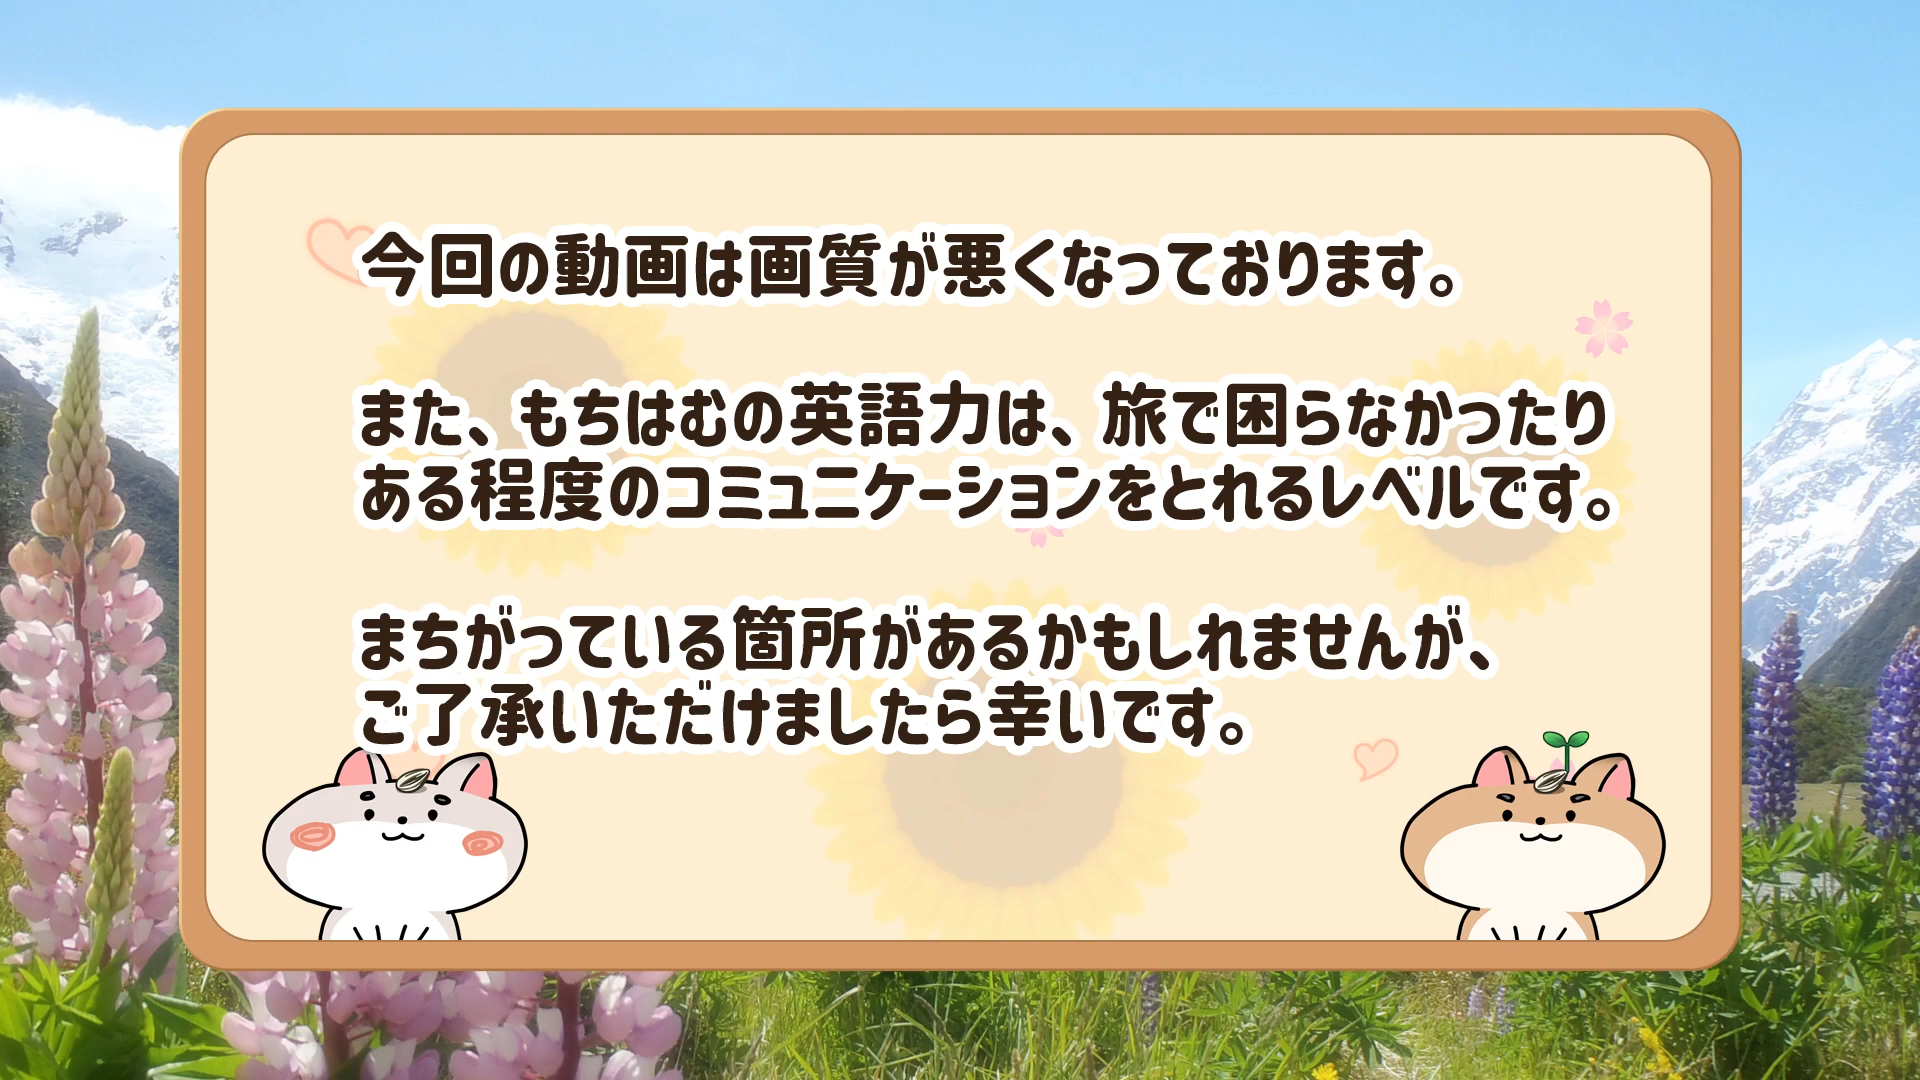 今回の動画は画質が悪くなっております。
また、もちはむの英語力は、旅で困らなかったり
ある程度のコミュニケーションをとれるレベルです。
まちがっている箇所があるかもしれませんが、
ご了承いただけましたら幸いです。